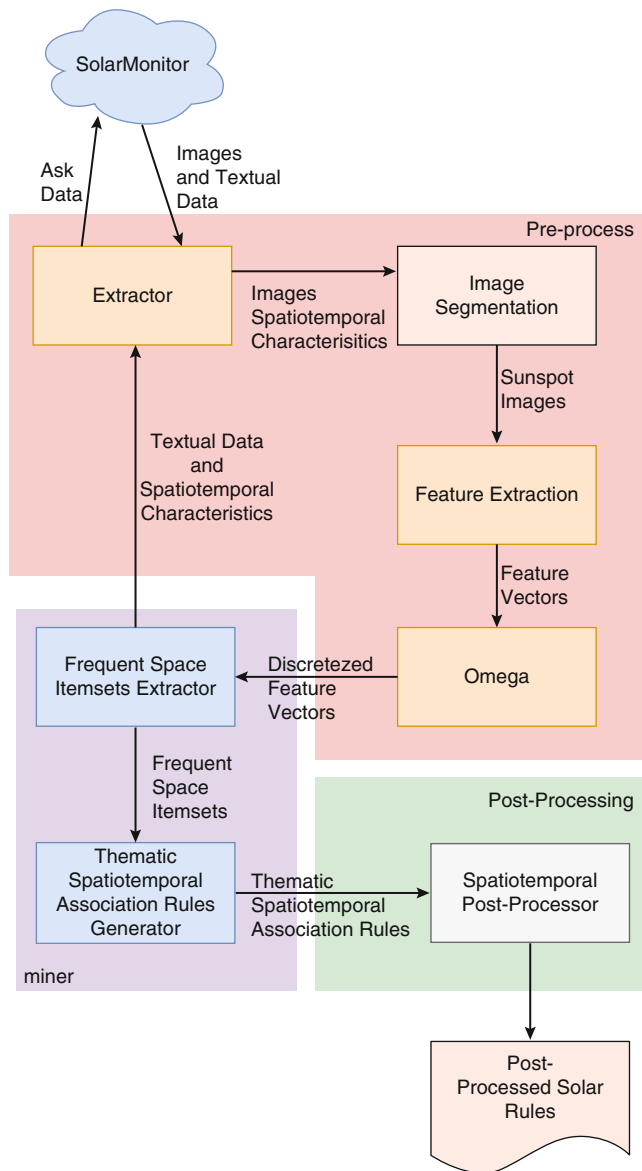 SolarMonitor
Ask
Data
Images
and Textual
Data
Pre-process
Extractor
Images
Spatiotemporal
Characterisitics
Image
Segmentation
Sunspot
Images
Textual Data
and
Spatiotemporal
Characteristics
Feature Extraction
Feature
Vectors
Frequent Space
Itemsets Extractor
Discretezed
Feature
Vectors
Omega
Frequent
Space
Itemsets
Post-Processing
Thematic
Spatiotemporal
Association Rules
Generator
Thematic
Spatiotemporal
Association Rules
Spatiotemporal
Post-Processor
miner
Post-
Processed Solar
Rules